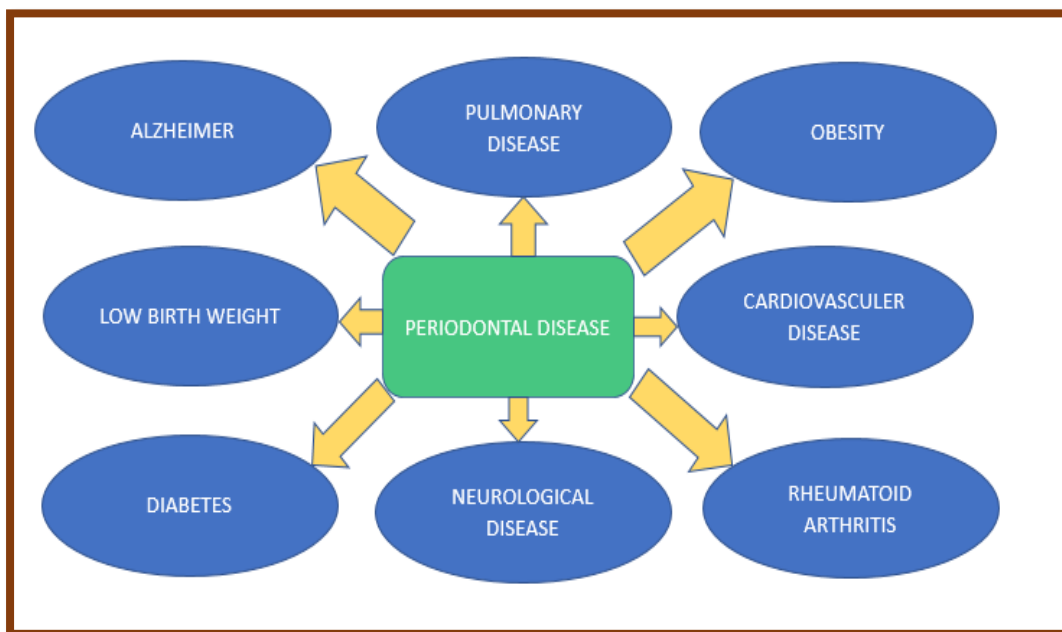 ALZHEIMER
PULMONARY
DISEASE
OBESITY
LOW BIRTH WEIGHT
PERIODONTAL DISEASE
CARDIOVASCULER
DISEASE
DIABETES
NEUROLOGICAL
DISEASE
RHEUMATOID
ARTHRITIS